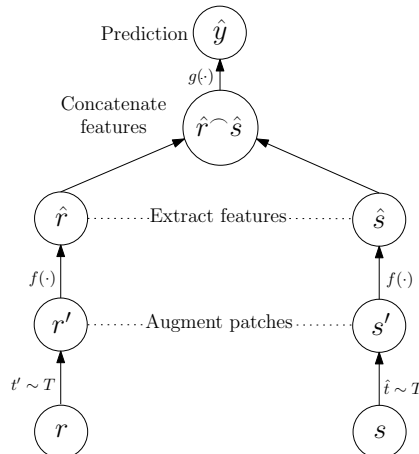 Prediction ŷ
g(·)
Concatenate
features
r̂⌢ŝ
r̂ Extract features ŝ
f(·) f(·)
r′ Augment patches s′
t′ ∼ T t̂ ∼ T
r s